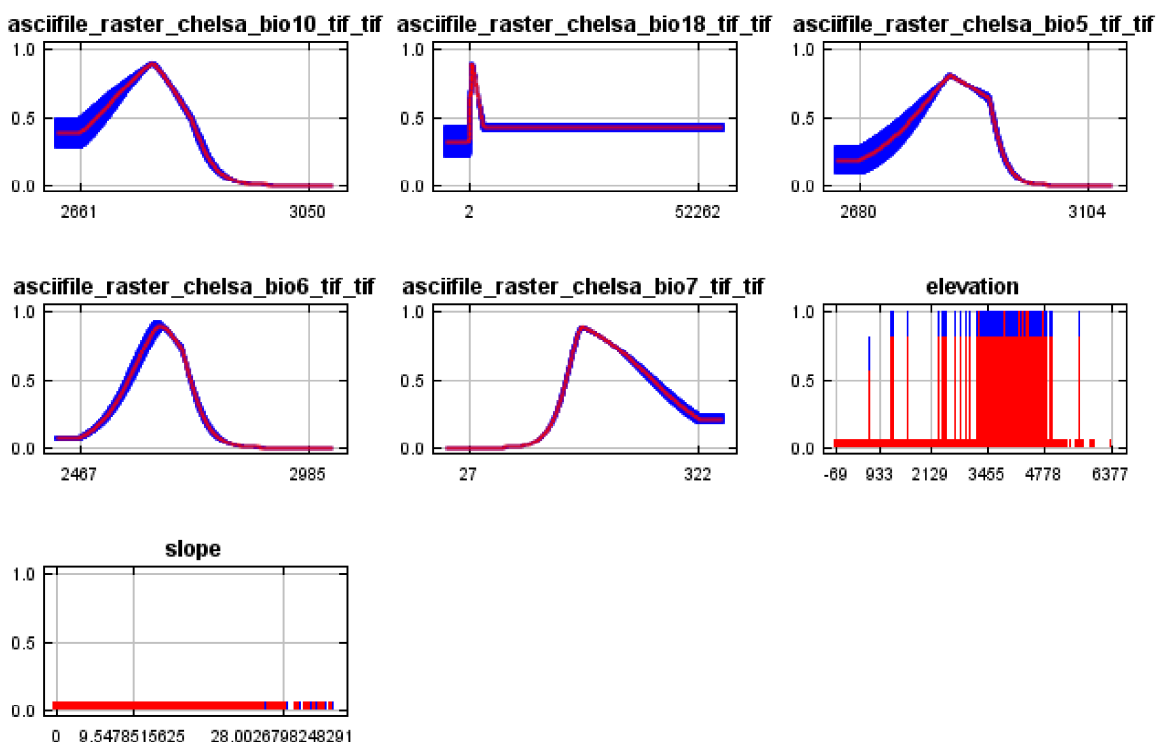 asciifile_raster_chelsa_bio10_tif_tif asciifile_raster_chelsa_bio18_tif_tif asciifile_raster_chelsa_bio5_tif_tif
1.0 1.0 1.0
0.5 0.5 0.5
0.0 0.0 0.0
2661 3050 2 52262 2680 3104
asciifile_raster_chelsa_bio6_tif_tif asciifile_raster_chelsa_bio7_tif_tif elevation
1.0 1.0 1.0
0.5 0.5 0.5
0.0 0.0 0.0
2467 2985 27 322 -69 933 2129 3455 4778 6377
slope
1.0
0.5
0.0
0 9.5478515625 28.0026798248291